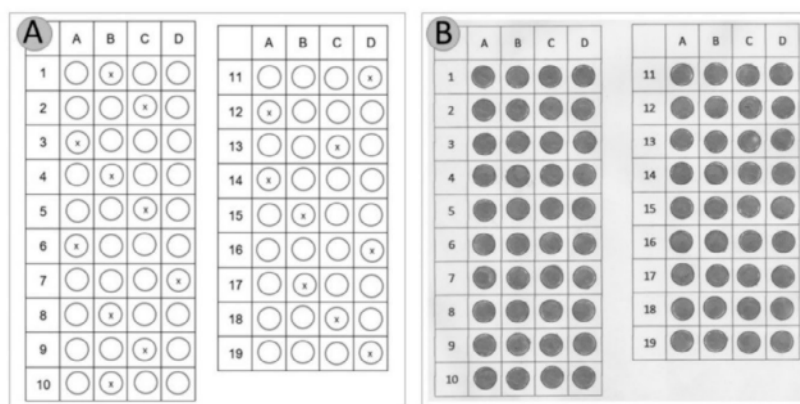 A
A B C D
1 x
2 x
3 x
4 x
5 x
6 x
7 x
8 x
9 x
10 x
A B C D
11 x
12 x
13 x
14 x
15 x
16 x
17 x
18 x
19 x
B
A B C D
1
2
3
4
5
6
7
8
9
10
A B C D
11
12
13
14
15
16
17
18
19